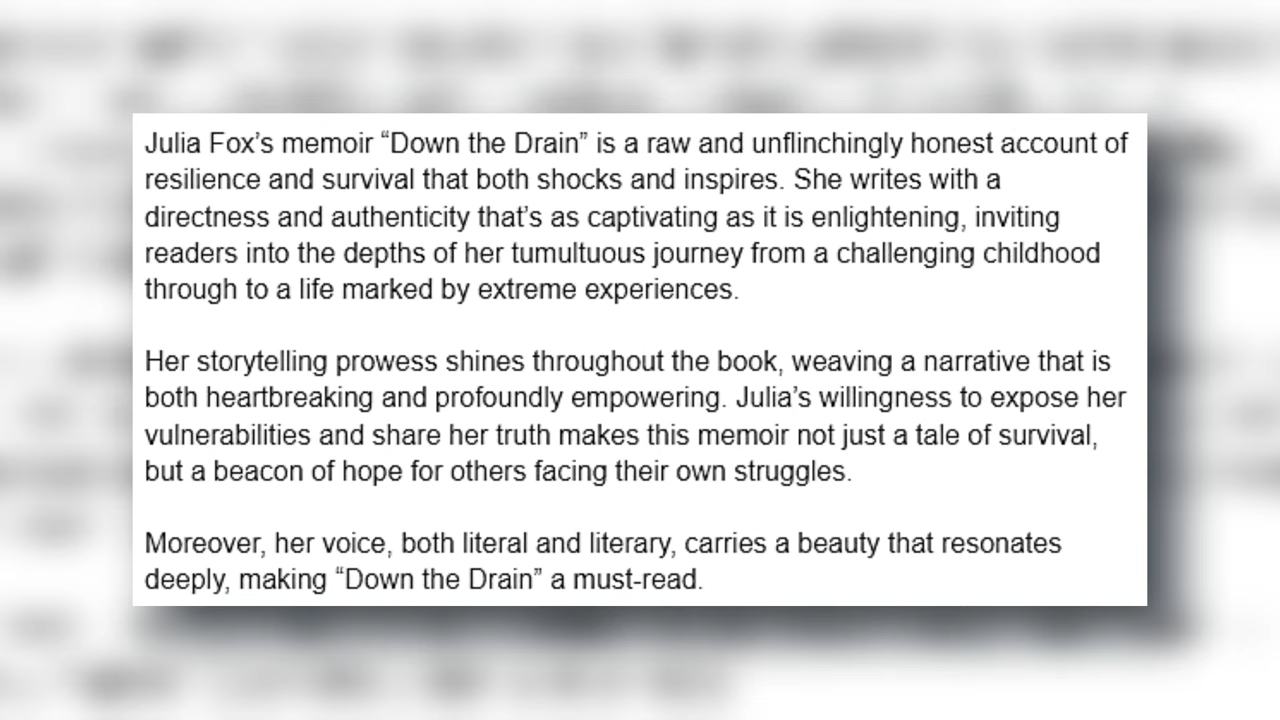 Julia Fox’s memoir “Down the Drain” is a raw and unflinchingly honest account of
resilience and survival that both shocks and inspires. She writes with a
directness and authenticity that’s as captivating as it is enlightening, inviting
readers into the depths of her tumultuous journey from a challenging childhood
through to a life marked by extreme experiences.
Her storytelling prowess shines throughout the book, weaving a narrative that is
both heartbreaking and profoundly empowering. Julia’s willingness to expose her
vulnerabilities and share her truth makes this memoir not just a tale of survival,
but a beacon of hope for others facing their own struggles.
Moreover, her voice, both literal and literary, carries a beauty that resonates
deeply, making “Down the Drain” a must-read.